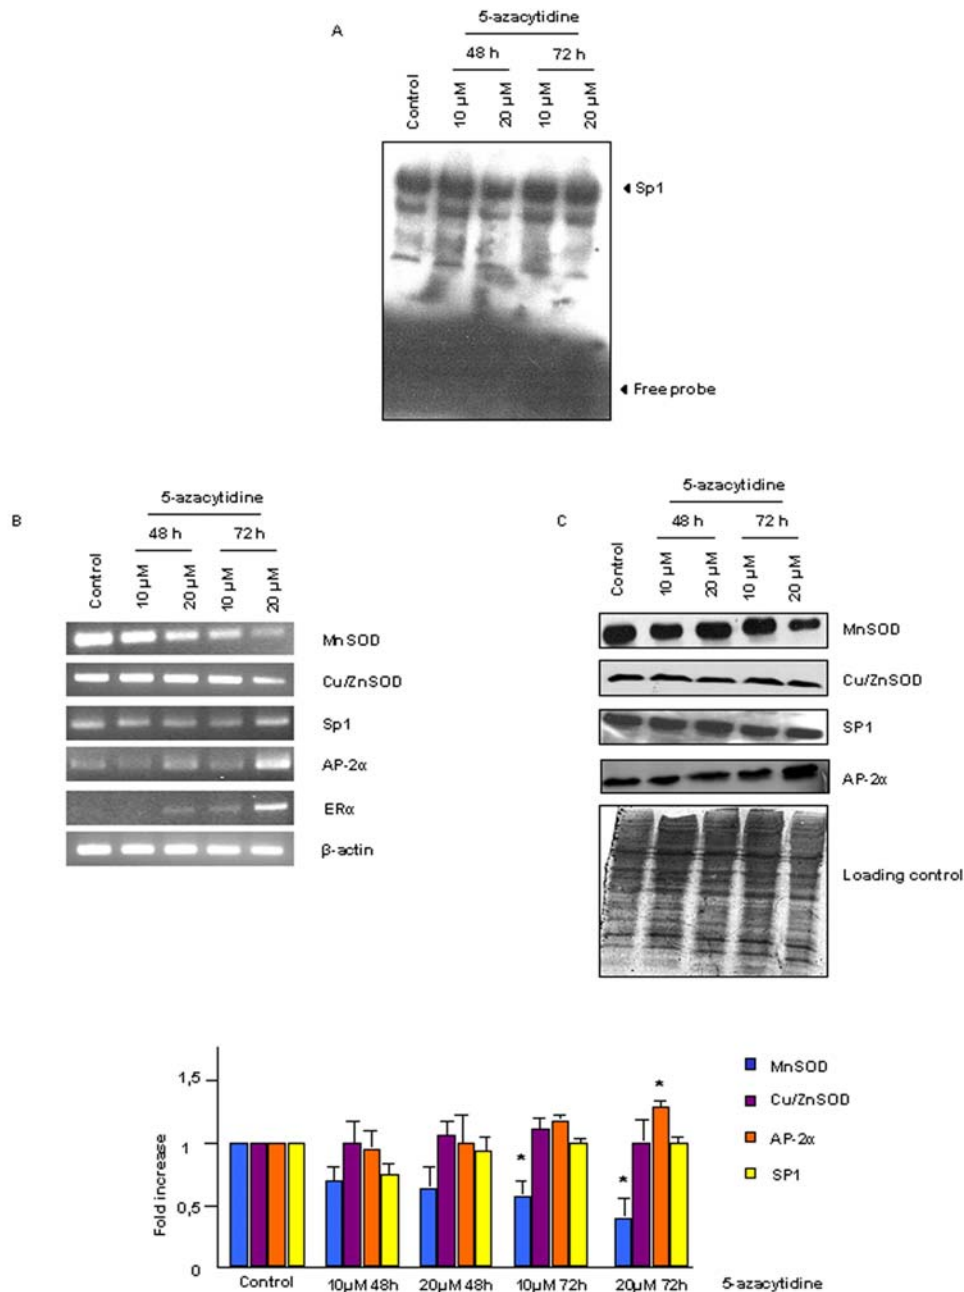 A
5-azacytidine
48 h
72 h
Control
10 µM
20 µM
10 µM
20 µM
Sp1
Free probe
B
5-azacytidine
48 h
72 h
Control
10 µM
20 µM
10 µM
20 µM
MnSOD
Cu/ZnSOD
Sp1
AP-2α
ERα
β-actin
C
5-azacytidine
48 h
72 h
Control
10 µM
20 µM
10 µM
20 µM
MnSOD
Cu/ZnSOD
SP1
AP-2α
Loading control
Fold increase
1,5
1
0,5
0
*
*
*
MnSOD
Cu/ZnSOD
AP-2α
SP1
Control
10µM 48h
20µM 48h
10µM 72h
20µM 72h
5-azacytidine